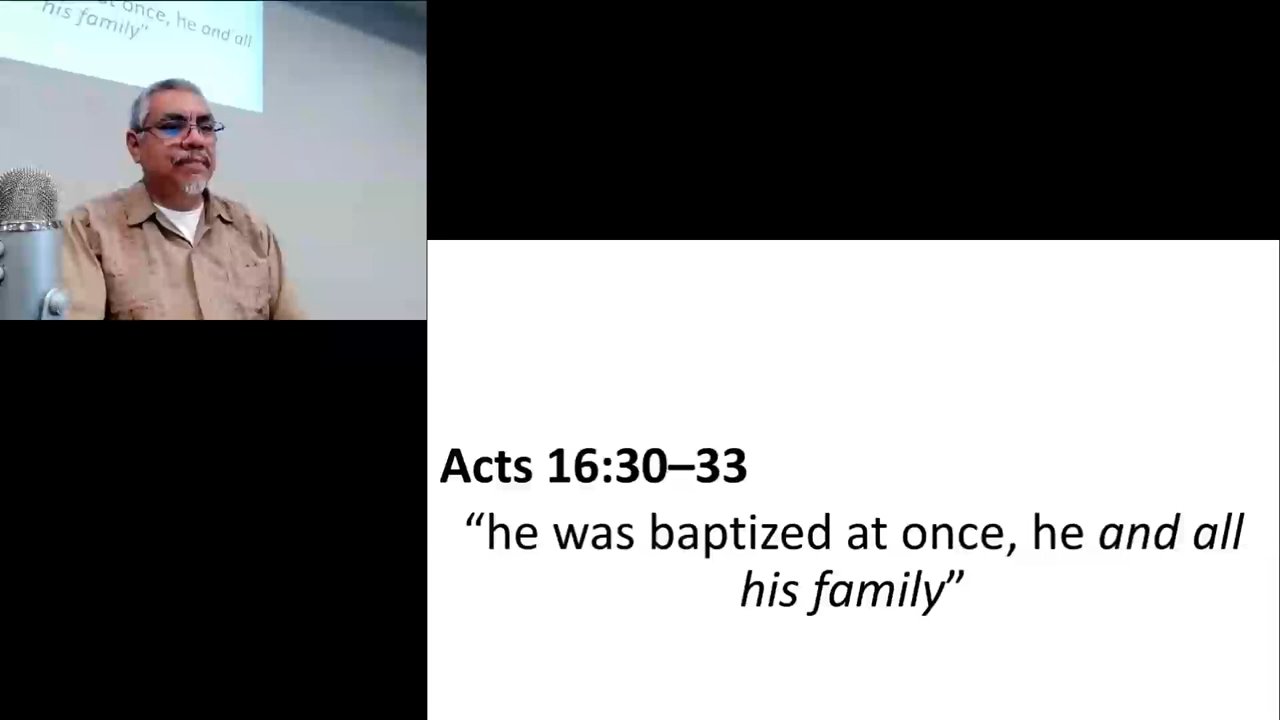 at once, he and all
his family”
Acts 16:30–33
“he was baptized at once, he and all
his family”